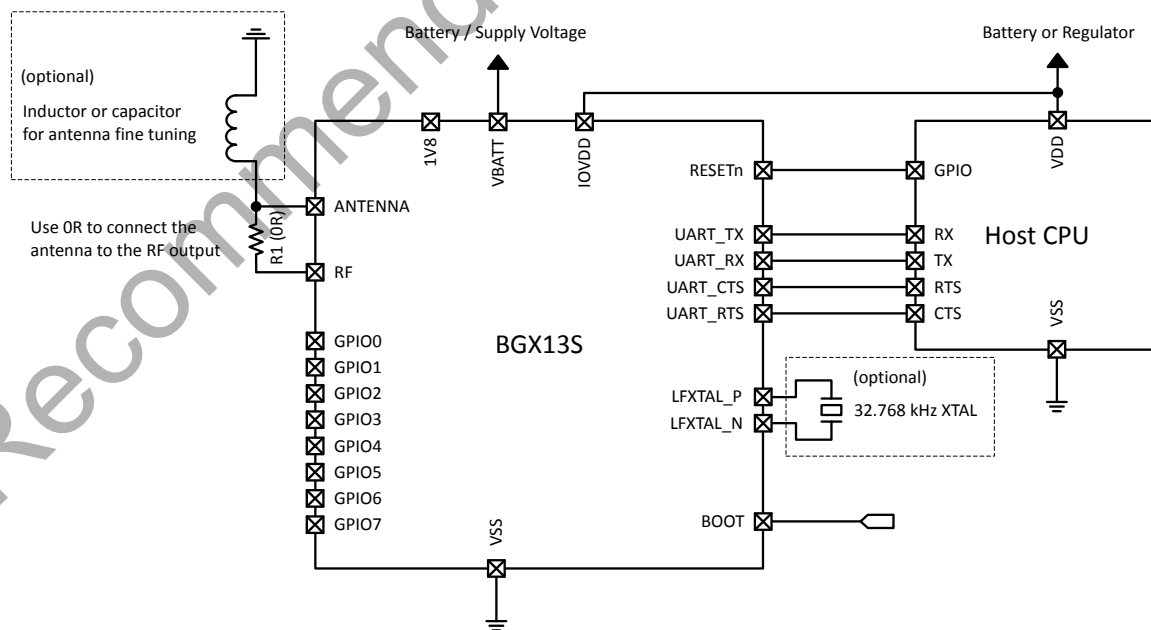 Battery / Supply Voltage
Battery or Regulator
(optional)
Inductor or capacitor
for antenna fine tuning
1V8
VBATT
IOVDD
VDD
RESETn
GPIO
ANTENNA
Use 0R to connect the
antenna to the RF output
R1 (0R)
RF
UART_TX
RX
UART_RX
TX
UART_CTS
RTS
UART_RTS
CTS
Host CPU
VSS
GPIO0
GPIO1
GPIO2
GPIO3
GPIO4
GPIO5
GPIO6
GPIO7
BGX13S
LFXTAL_P
LFXTAL_N
(optional)
32.768 kHz XTAL
BOOT
VSS
Recommend